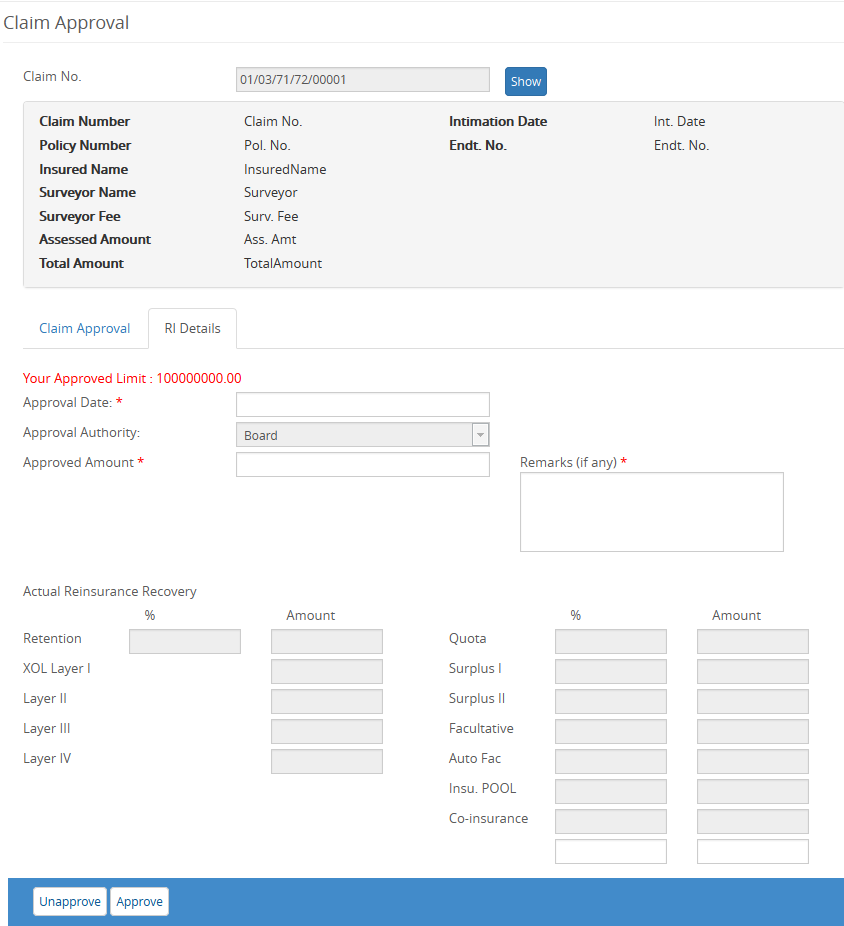 Claim Approval
Claim No. 01/03/71/72/00001 Show
Claim Number Claim No. Intimation Date Int. Date
Policy Number Pol. No. Endt. No. Endt. No.
Insured Name InsuredName
Surveyor Name Surveyor
Surveyor Fee Surv. Fee
Assessed Amount Ass. Amt
Total Amount TotalAmount
Claim Approval RI Details
Your Approved Limit : 100000000.00
Approval Date: *
Approval Authority: Board
Approved Amount * Remarks (if any) *
Actual Reinsurance Recovery
% Amount % Amount
Retention Quota
XOL Layer I Surplus I
Layer II Surplus II
Layer III Facultative
Layer IV Auto Fac
Insu. POOL
Co-insurance
Unapprove Approve